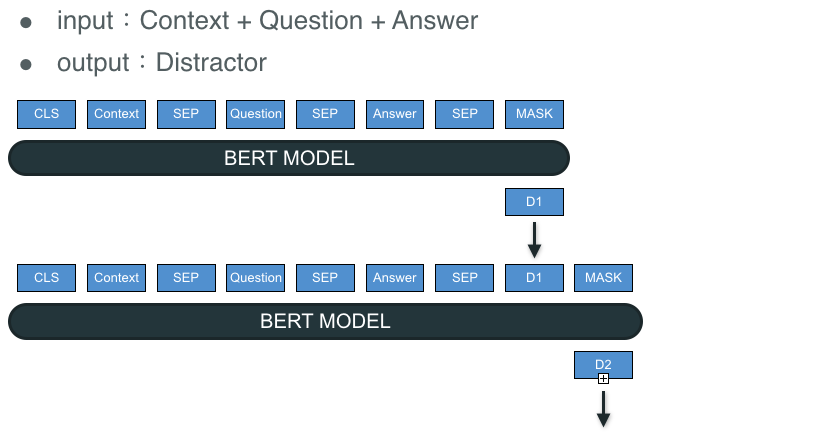 ● input：Context + Question + Answer
● output：Distractor
CLS Context SEP Question SEP Answer SEP MASK
BERT MODEL
D1
CLS Context SEP Question SEP Answer SEP D1 MASK
BERT MODEL
D2